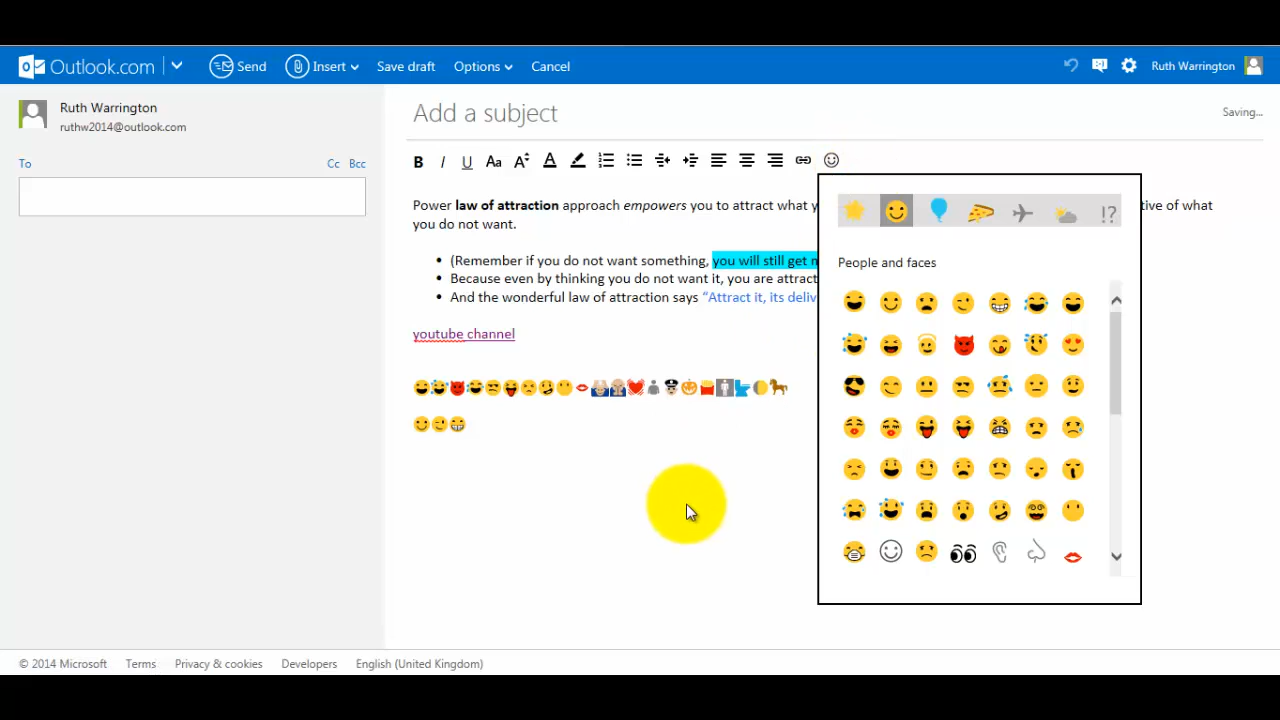 Outlook.com Send Insert Save draft Options Cancel Ruth Warrington
Ruth Warrington
ruthw2014@outlook.com
To Cc Bcc
Add a subject Saving...
B I U Aa A A
Power law of attraction approach empowers you to attract what y tive of what
you do not want.
(Remember if you do not want something, you will still get m
Because even by thinking you do not want it, you are attract
And the wonderful law of attraction says “Attract it, its deliv
youtube channel
!?
People and faces
© 2014 Microsoft Terms Privacy & cookies Developers English (United Kingdom)